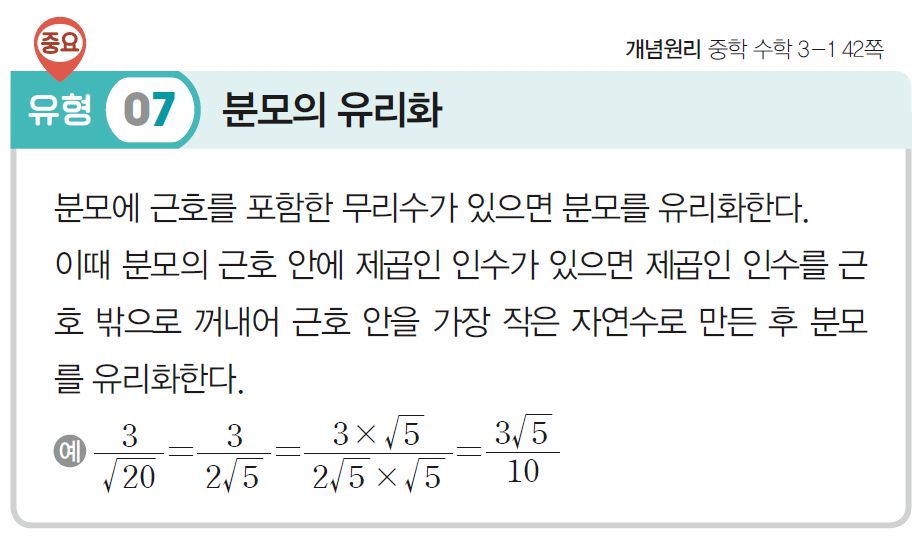 중요
개념원리 중학 수학 3-1 42쪽
유형 07 분모의 유리화
분모에 근호를 포함한 무리수가 있으면 분모를 유리화한다.
이때 분모의 근호 안에 제곱인 인수가 있으면 제곱인 인수를 근
호 밖으로 꺼내어 근호 안을 가장 작은 자연수로 만든 후 분모
를 유리화한다.
예 3/√20 = 3/2√5 = 3×√5/2√5×√5 = 3√5/10